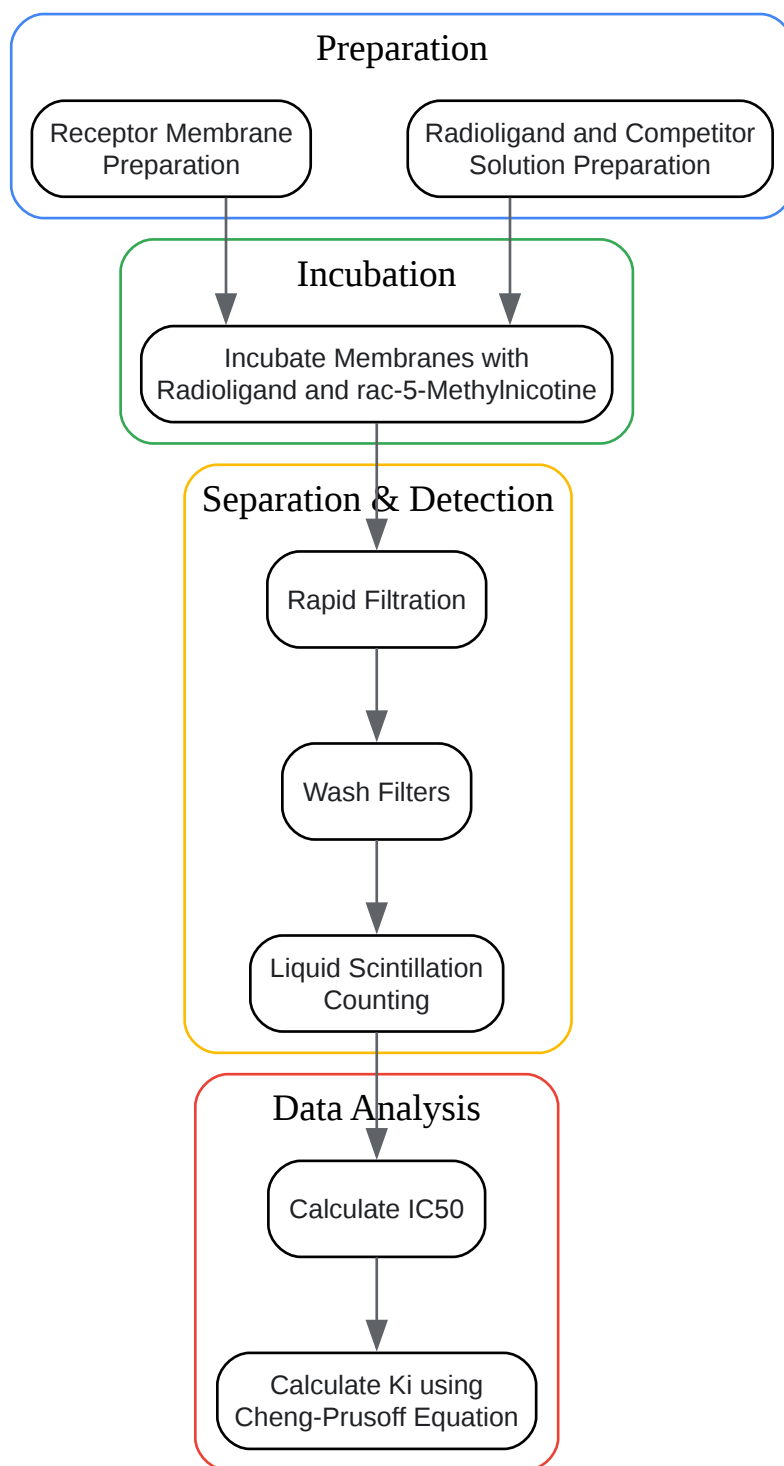 Preparation
Receptor Membrane
Preparation
Radioligand and Competitor
Solution Preparation
Incubation
Incubate Membranes with
Radioligand and rac-5-Methylnicotine
Separation & Detection
Rapid Filtration
Wash Filters
Liquid Scintillation
Counting
Data Analysis
Calculate IC50
Calculate Ki using
Cheng-Prusoff Equation